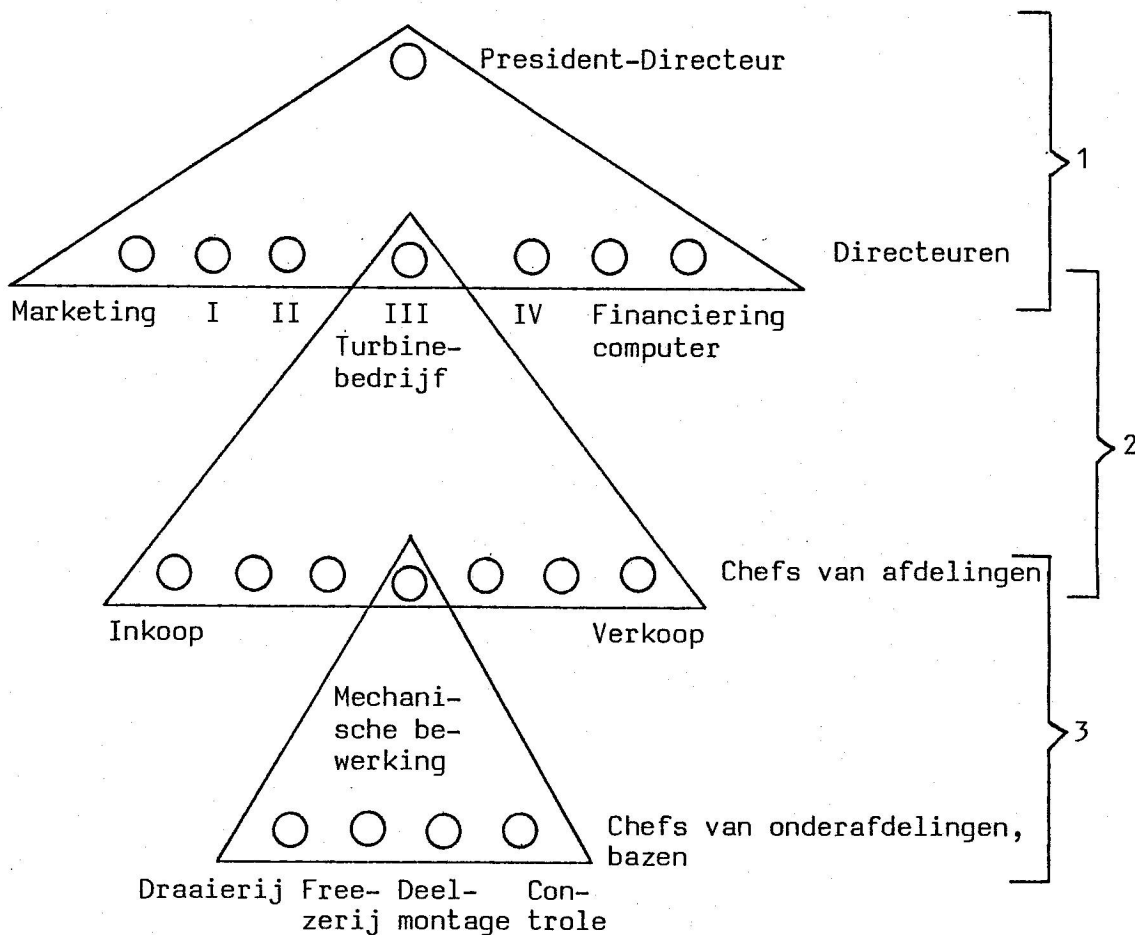 President-Directeur
1
Directeuren
Marketing I II III IV Financiering
Turbine- computer
bedrijf
2
Chefs van afdelingen
Inkoop Verkoop
Mechani-
sche be-
werking
3
Chefs van onderafdelingen,
bazen
Draaierij Free- Deel- Con-
zerij montage trole